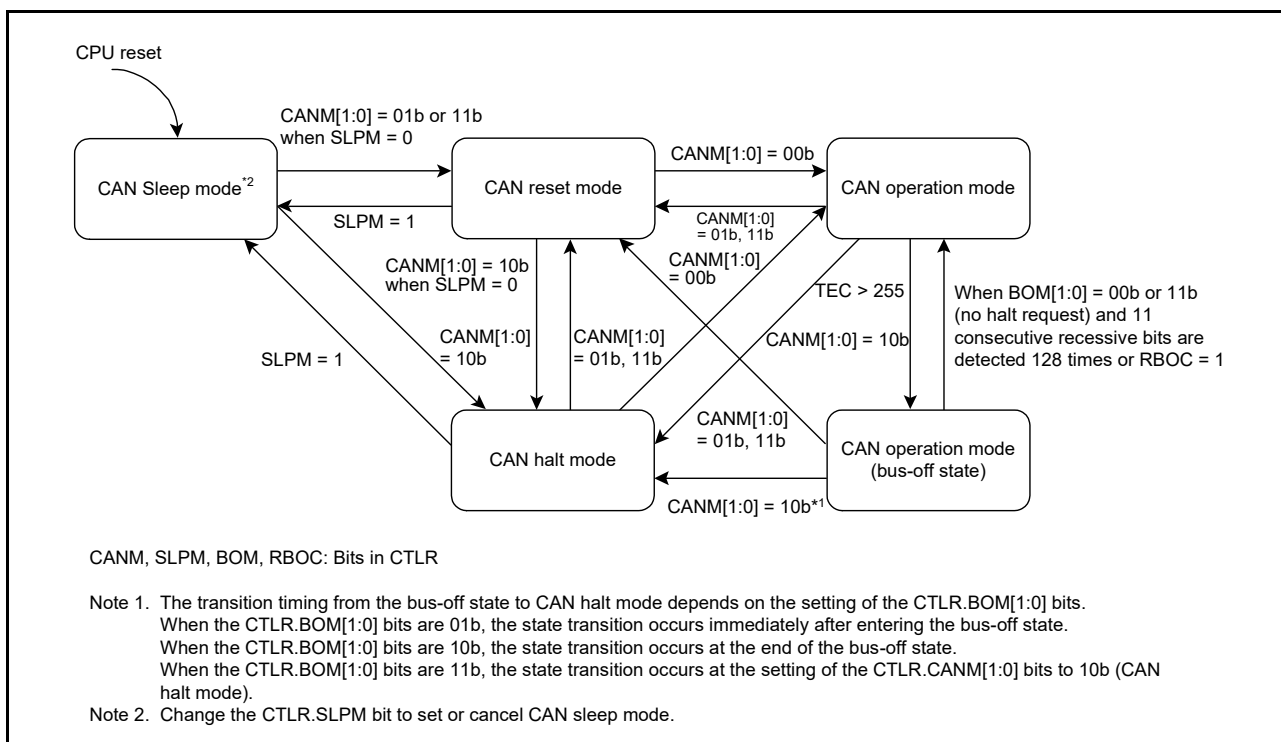 CPU reset
CANM[1:0] = 01b or 11b
when SLPM = 0
CANM[1:0] = 00b
CAN Sleep mode*2
CAN reset mode
CAN operation mode
SLPM = 1
CANM[1:0]
= 01b, 11b
CANM[1:0] = 10b
when SLPM = 0
CANM[1:0]
= 00b
TEC > 255
When BOM[1:0] = 00b or 11b
(no halt request) and 11
consecutive recessive bits are
detected 128 times or RBOC = 1
SLPM = 1
CANM[1:0]
= 10b
CANM[1:0]
= 01b, 11b
CANM[1:0] = 10b
CANM[1:0]
= 01b, 11b
CAN halt mode
CAN operation mode
(bus-off state)
CANM[1:0] = 10b*1
CANM, SLPM, BOM, RBOC: Bits in CTLR
Note 1. The transition timing from the bus-off state to CAN halt mode depends on the setting of the CTLR.BOM[1:0] bits.
When the CTLR.BOM[1:0] bits are 01b, the state transition occurs immediately after entering the bus-off state.
When the CTLR.BOM[1:0] bits are 10b, the state transition occurs at the end of the bus-off state.
When the CTLR.BOM[1:0] bits are 11b, the state transition occurs at the setting of the CTLR.CANM[1:0] bits to 10b (CAN
halt mode).
Note 2. Change the CTLR.SLPM bit to set or cancel CAN sleep mode.